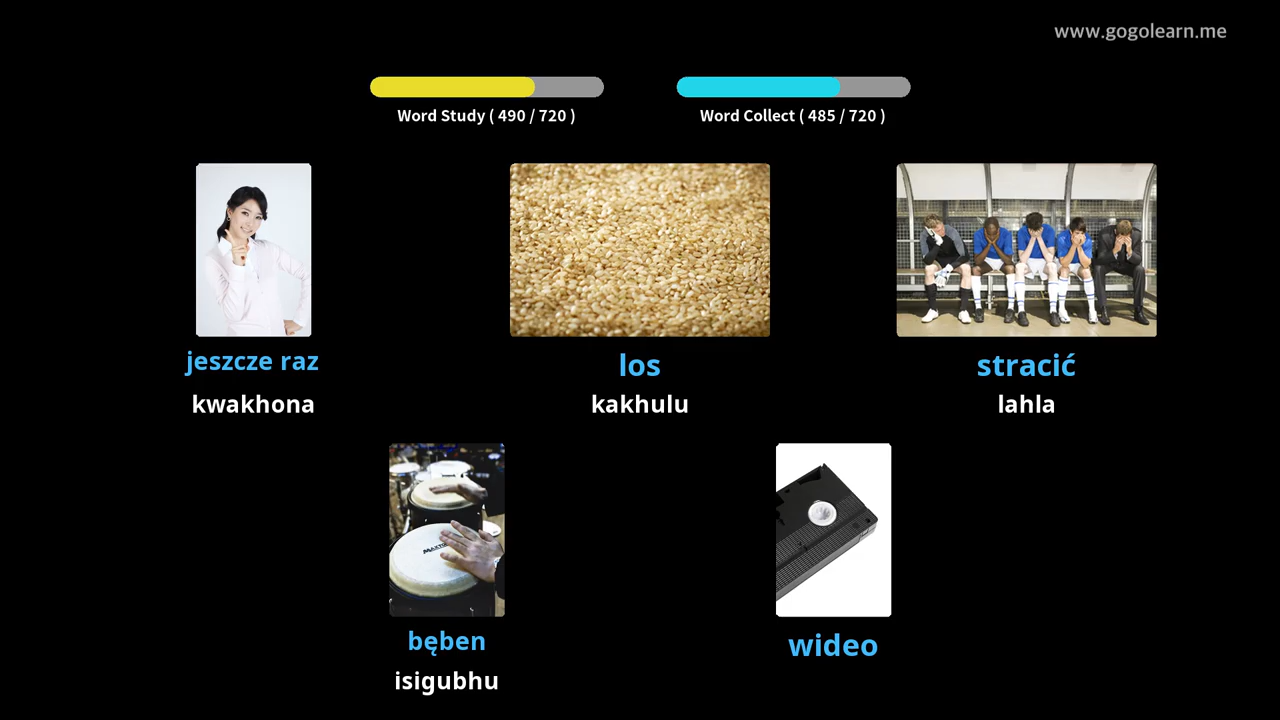 www.gogolearn.me
Word Study ( 490 / 720 )
Word Collect ( 485 / 720 )
jeszcze raz
kwakhona
los
kakhulu
stracić
lahla
bęben
isigubhu
wideo